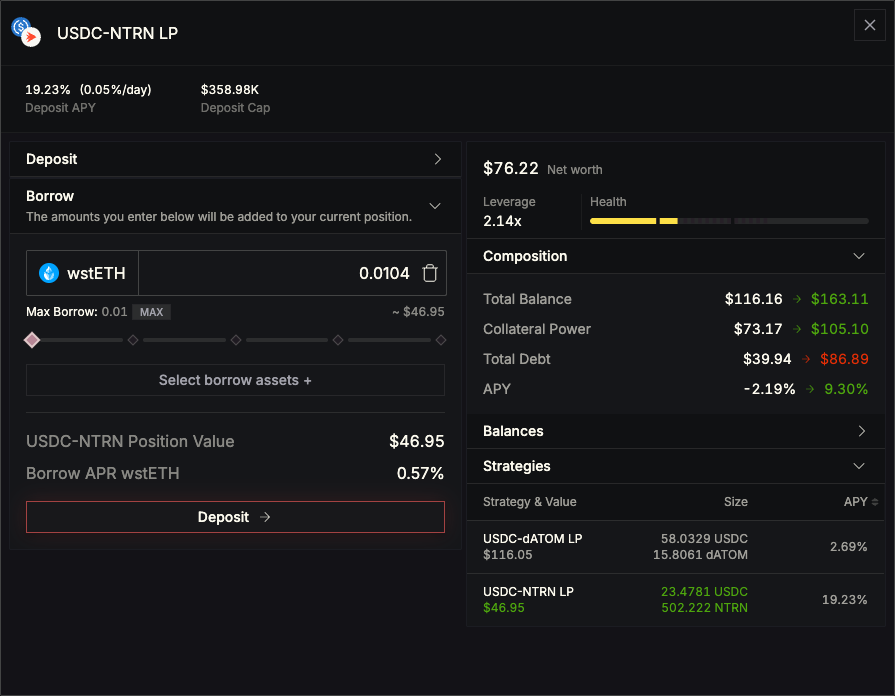 USDC-NTRN LP
19.23% (0.05%/day)
Deposit APY
$358.98K
Deposit Cap
Deposit
Borrow
The amounts you enter below will be added to your current position.
wstETH
0.0104
Max Borrow: 0.01 MAX
~ $46.95
Select borrow assets +
USDC-NTRN Position Value $46.95
Borrow APR wstETH 0.57%
Deposit →
$76.22 Net worth
Leverage
2.14x
Health
Composition
Total Balance $116.16 → $163.11
Collateral Power $73.17 → $105.10
Total Debt $39.94 → $86.89
APY -2.19% → 9.30%
Balances
Strategies
Strategy & Value Size APY
USDC-dATOM LP 58.0329 USDC
$116.05 15.8061 dATOM
2.69%
USDC-NTRN LP 23.4781 USDC
$46.95 502.222 NTRN
19.23%